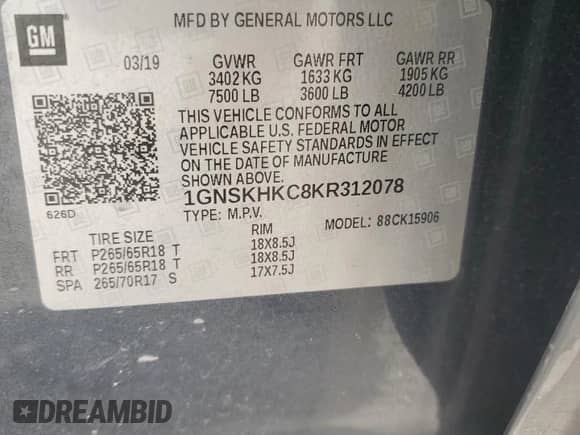 GM
MFD BY GENERAL MOTORS LLC
03/19 GVWR GAWR FRT GAWR RR
3402 KG 1633 KG 1905 KG
7500 LB 3600 LB 4200 LB
THIS VEHICLE CONFORMS TO ALL
APPLICABLE U.S. FEDERAL MOTOR
VEHICLE SAFETY STANDARDS IN EFFECT
ON THE DATE OF MANUFACTURE
SHOWN ABOVE.
626D
1GNSKHKC8KR312078
TYPE: M.P.V. MODEL: 88CK15906
TIRE SIZE RIM
FRT P265/65R18 T 18X8.5J
RR P265/65R18 T 18X8.5J
SPA 265/70R17 S 17X7.5J
DREAMBID